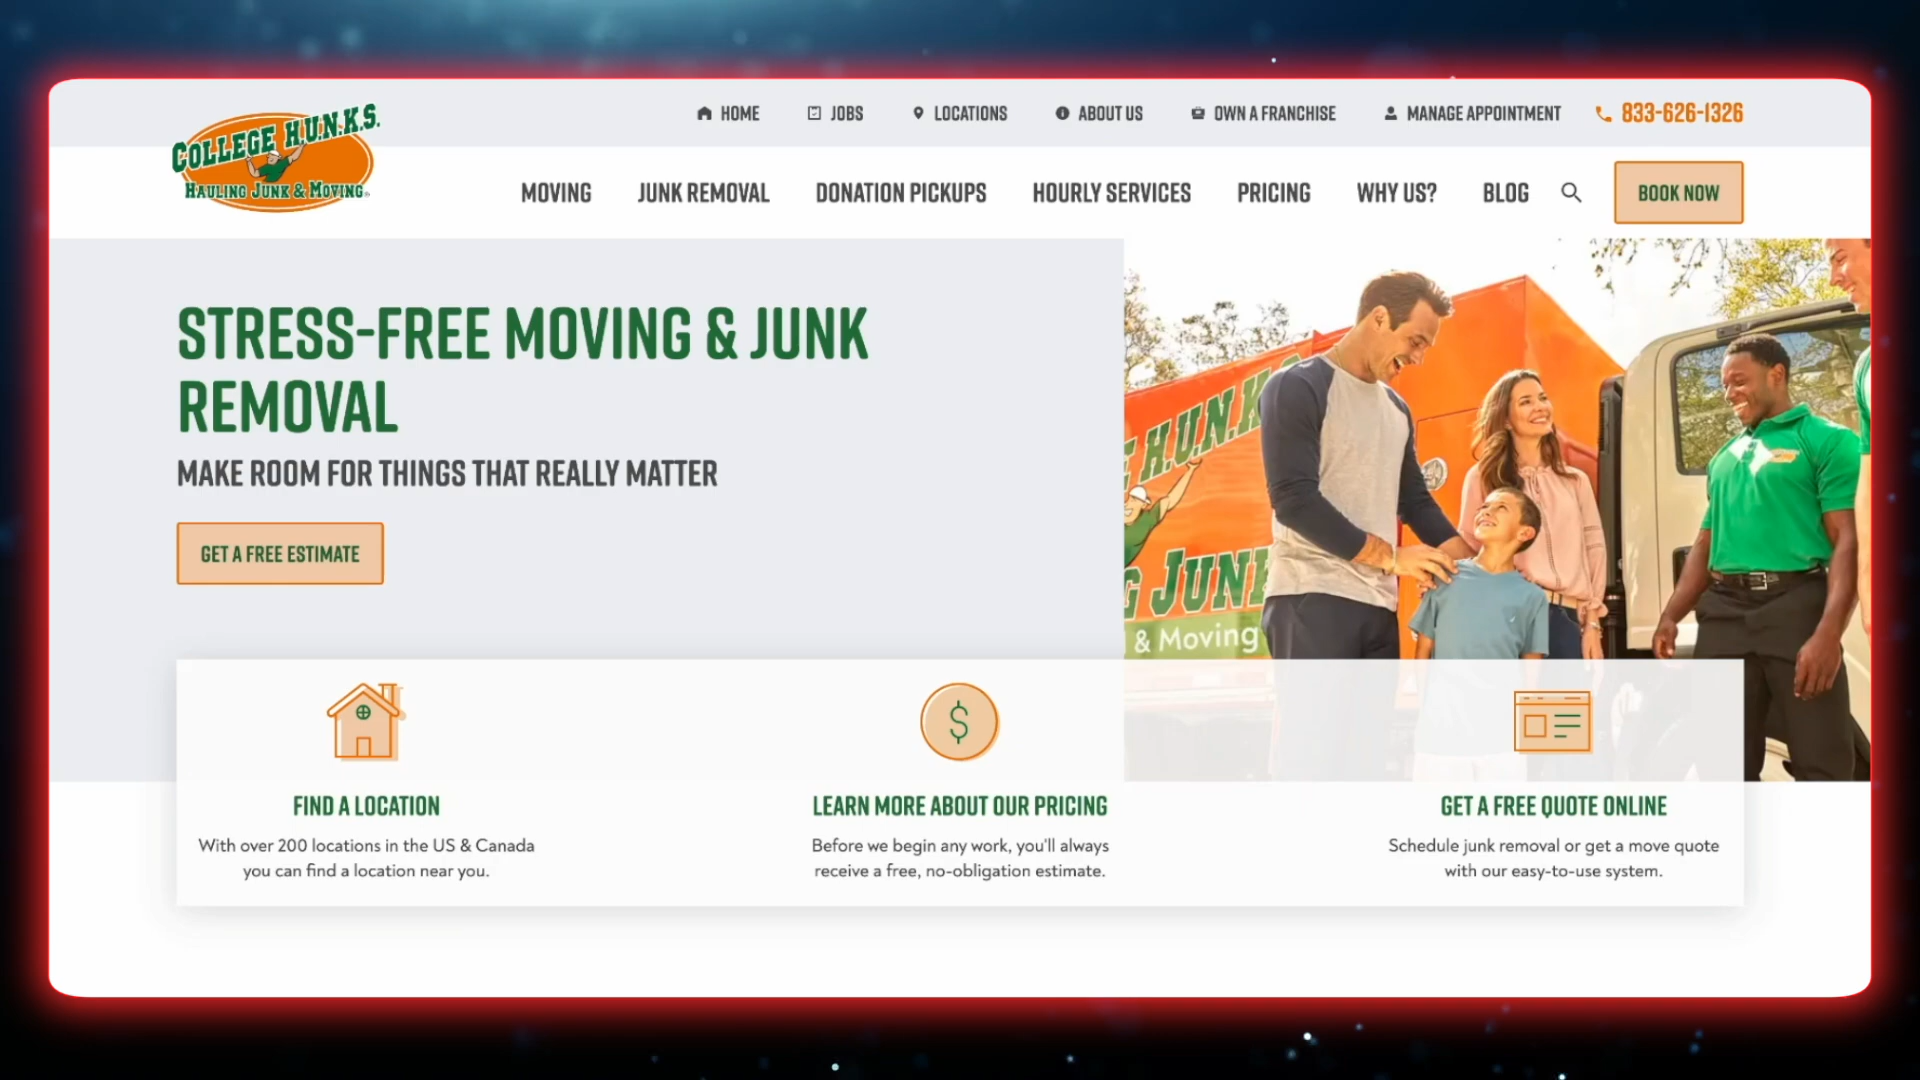 COLLEGE H.U.N.K.S.
HAULING JUNK & MOVING
HOME
JOBS
LOCATIONS
ABOUT US
OWN A FRANCHISE
MANAGE APPOINTMENT
833-626-1326
MOVING
JUNK REMOVAL
DONATION PICKUPS
HOURLY SERVICES
PRICING
WHY US?
BLOG
BOOK NOW
STRESS-FREE MOVING & JUNK
REMOVAL
MAKE ROOM FOR THINGS THAT REALLY MATTER
GET A FREE ESTIMATE
E H.U.N.K
G JUNK
& Moving
$
FIND A LOCATION
With over 200 locations in the US & Canada
you can find a location near you.
LEARN MORE ABOUT OUR PRICING
Before we begin any work, you'll always
receive a free, no-obligation estimate.
GET A FREE QUOTE ONLINE
Schedule junk removal or get a move quote
with our easy-to-use system.